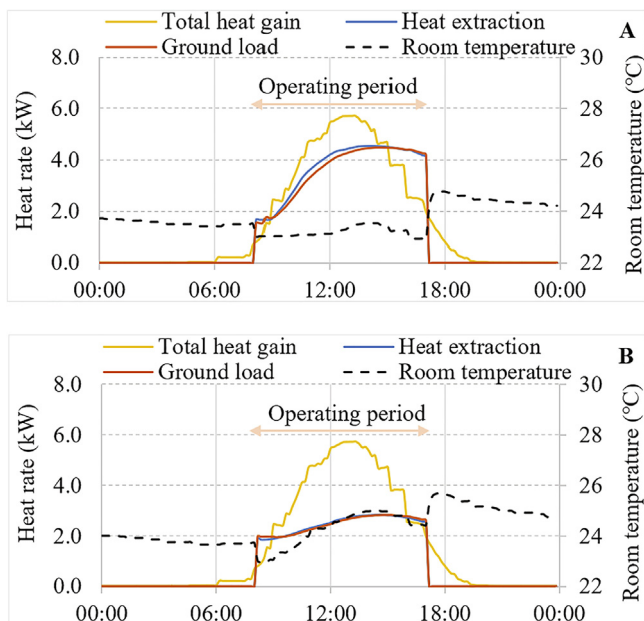 Total heat gain Heat extraction A
Ground load Room temperature
8.0 30
Operating period
6.0 28
4.0 26
2.0 24
0.0 22
Heat rate (kW)
Room temperature (°C)
00:00 06:00 12:00 18:00 00:00
Total heat gain Heat extraction B
Ground load Room temperature
8.0 30
Operating period
6.0 28
4.0 26
2.0 24
0.0 22
Heat rate (kW)
Room temperature (°C)
00:00 06:00 12:00 18:00 00:00